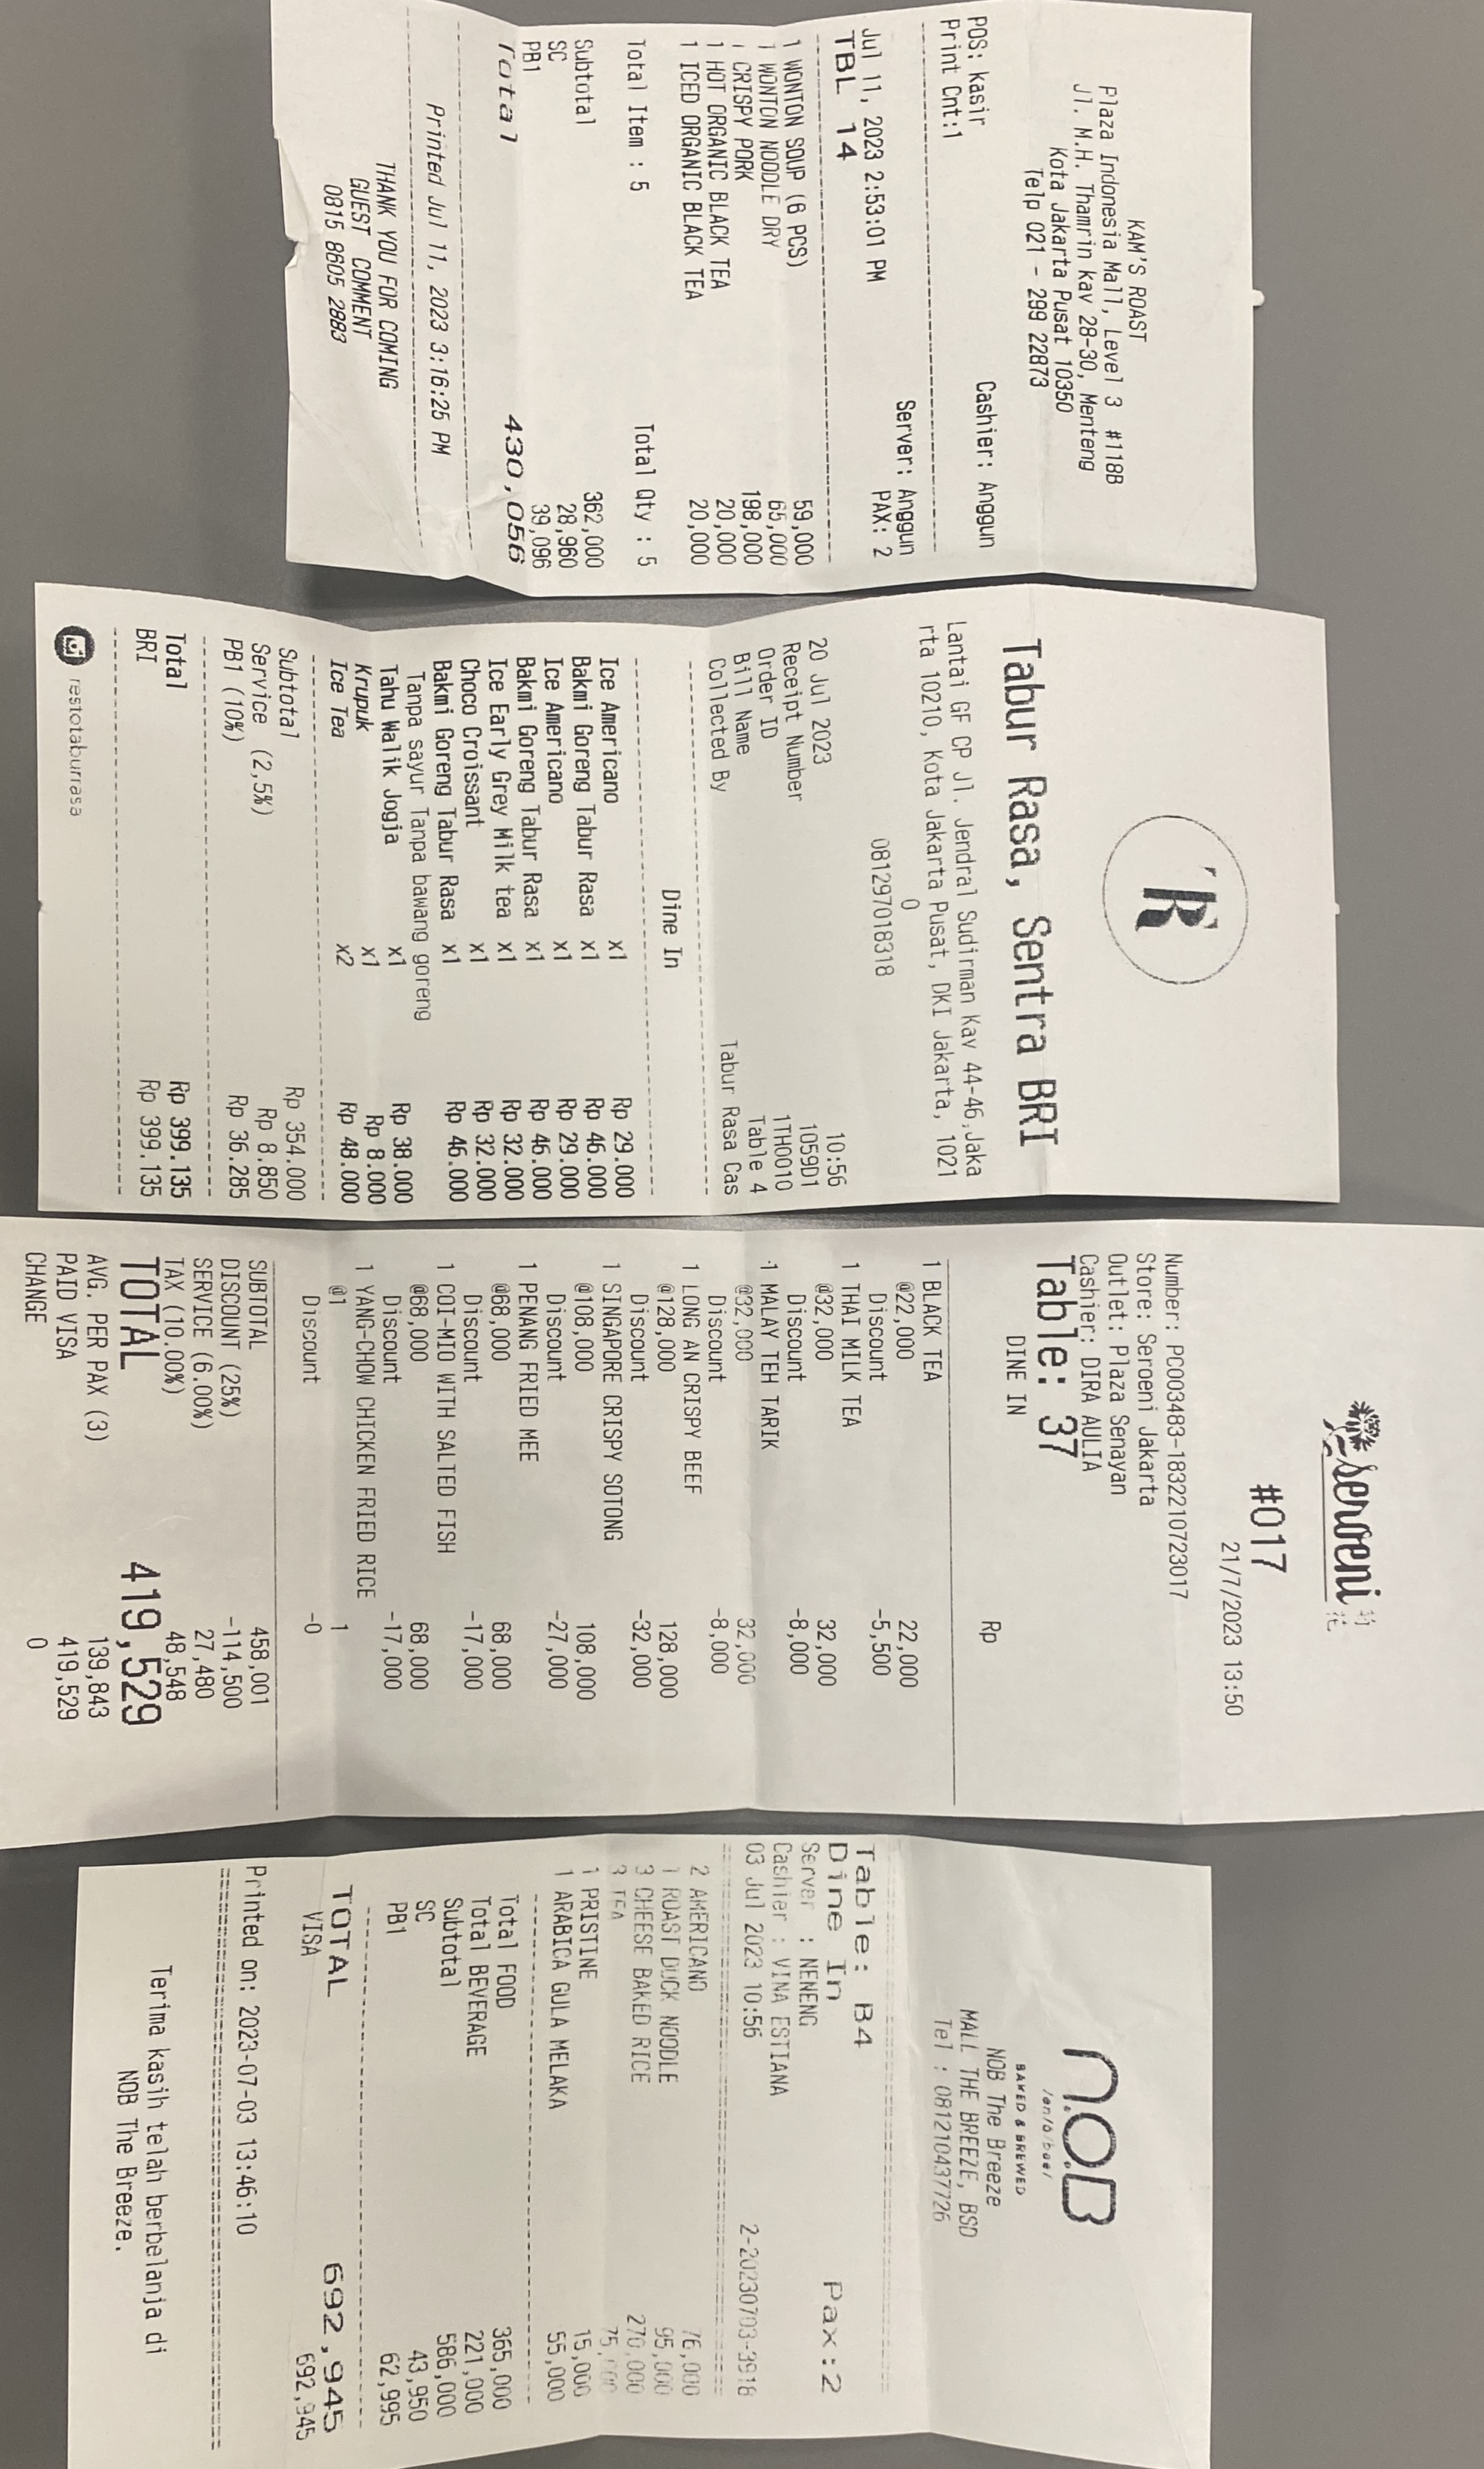 KAM'S ROAST
Plaza Indonesia Mall, Level 3 #118B
Jl. M.H. Thamrin kav 28-30, Menteng
Kota Jakarta Pusat 10350
Telp 021 - 299 22873
POS: kasir Cashier: Anggun
Print Cnt:1
Jul 11, 2023 2:53:01 PM Server: Anggun
TBL 14 PAX: 2
1 WONTON SOUP (6 PCS) 59,000
1 WONTON NOODLE DRY 65,000
1 CRISPY PORK 198,000
1 HOT ORGANIC BLACK TEA 20,000
1 ICED ORGANIC BLACK TEA 20,000
Total Item : 5 Total Qty : 5
Subtotal 362,000
SC 28,960
PB1 39,096
Total 430,056
Printed Jul 11, 2023 3:16:25 PM
THANK YOU FOR COMING
GUEST COMMENT
0815 8605 2883
R
Tabur Rasa, Sentra BRI
Lantai GF CP Jl. Jendral Sudirman Kav 44-46,Jaka
rta 10210, Kota Jakarta Pusat, DKI Jakarta, 1021
0
081297018318
20 Jul 2023 10:56
Receipt Number 1059D1
Order ID 1TH0010
Bill Name Table 4
Collected By Tabur Rasa Cas
Dine In
Ice Americano x1 Rp 29.000
Bakmi Goreng Tabur Rasa x1 Rp 46.000
Ice Americano x1 Rp 29.000
Bakmi Goreng Tabur Rasa x1 Rp 46.000
Ice Early Grey Milk tea x1 Rp 32.000
Choco Croissant x1 Rp 32.000
Bakmi Goreng Tabur Rasa x1 Rp 46.000
Tanpa sayur Tanpa bawang goreng
Tahu Walik Jogja x1 Rp 38.000
Krupuk x1 Rp 8.000
Ice Tea x2 Rp 48.000
Subtotal Rp 354.000
Service (2,5%) Rp 8.850
PB1 (10%) Rp 36.285
Total Rp 399.135
BRI Rp 399.135
restotaburrasa
seroeni
#017
21/7/2023 13:50
Number: PC003483-1832210723017
Store: Seroeni Jakarta
Outlet: Plaza Senayan
Cashier: DIRA AULIA
Table: 37
DINE IN
Rp
1 BLACK TEA
@22,000 22,000
Discount -5,500
1 THAI MILK TEA
@32,000 32,000
Discount -8,000
1 MALAY TEH TARIK
@32,000 32,000
Discount -8,000
1 LONG AN CRISPY BEEF
@128,000 128,000
Discount -32,000
1 SINGAPORE CRISPY SOTONG
@108,000 108,000
Discount -27,000
1 PENANG FRIED MEE
@68,000 68,000
Discount -17,000
1 COI-MIO WITH SALTED FISH
@68,000 68,000
Discount -17,000
1 YANG-CHOW CHICKEN FRIED RICE
@1 1
Discount -0
SUBTOTAL 458,001
DISCOUNT (25%) -114,500
SERVICE (6.00%) 27,480
TAX (10.00%) 48,548
TOTAL 419,529
AVG. PER PAX (3) 139,843
PAID VISA 419,529
CHANGE 0
n.o.B
BAKED & BREWED
NOB The Breeze
MALL THE BREEZE, BSD
Tel : 081210437726
Table: B4
Dine In Pax:2
Server : NENENG
Cashier : VINA ESTIANA
03 Jul 2023 10:56 2-20230703-3918
2 AMERICANO 76,000
1 ROAST DUCK NOODLE 95,000
3 CHEESE BAKED RICE 270,000
3 TEA 75,000
1 PRISTINE 15,000
1 ARABICA GULA MELAKA 55,000
Total FOOD 365,000
Total BEVERAGE 221,000
Subtotal 586,000
SC 43,950
PB1 62,995
TOTAL 692,945
VISA 692,945
Printed on: 2023-07-03 13:46:10
Terima kasih telah berbelanja di
NOB The Breeze.